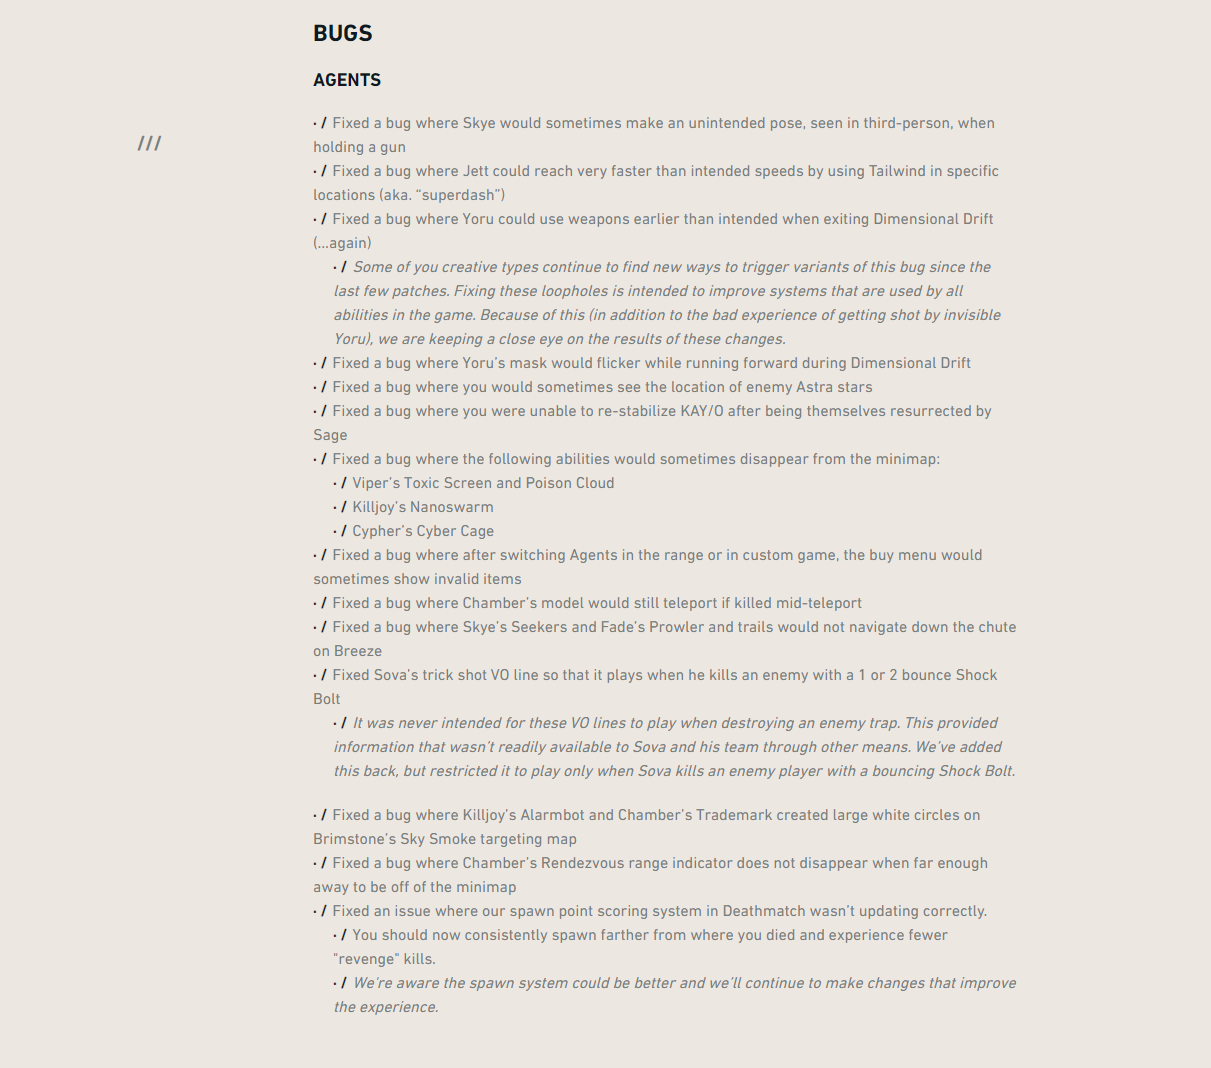 BUGS
AGENTS
///
· / Fixed a bug where Skye would sometimes make an unintended pose, seen in third-person, when
holding a gun
· / Fixed a bug where Jett could reach very faster than intended speeds by using Tailwind in specific
locations (aka. “superdash”)
· / Fixed a bug where Yoru could use weapons earlier than intended when exiting Dimensional Drift
(...again)
· / Some of you creative types continue to find new ways to trigger variants of this bug since the
last few patches. Fixing these loopholes is intended to improve systems that are used by all
abilities in the game. Because of this (in addition to the bad experience of getting shot by invisible
Yoru), we are keeping a close eye on the results of these changes.
· / Fixed a bug where Yoru’s mask would flicker while running forward during Dimensional Drift
· / Fixed a bug where you would sometimes see the location of enemy Astra stars
· / Fixed a bug where you were unable to re-stabilize KAY/O after being themselves resurrected by
Sage
· / Fixed a bug where the following abilities would sometimes disappear from the minimap:
· / Viper’s Toxic Screen and Poison Cloud
· / Killjoy’s Nanoswarm
· / Cypher’s Cyber Cage
· / Fixed a bug where after switching Agents in the range or in custom game, the buy menu would
sometimes show invalid items
· / Fixed a bug where Chamber’s model would still teleport if killed mid-teleport
· / Fixed a bug where Skye’s Seekers and Fade’s Prowler and trails would not navigate down the chute
on Breeze
· / Fixed Sova’s trick shot VO line so that it plays when he kills an enemy with a 1 or 2 bounce Shock
Bolt
· / It was never intended for these VO lines to play when destroying an enemy trap. This provided
information that wasn’t readily available to Sova and his team through other means. We’ve added
this back, but restricted it to play only when Sova kills an enemy player with a bouncing Shock Bolt.
· / Fixed a bug where Killjoy’s Alarmbot and Chamber’s Trademark created large white circles on
Brimstone’s Sky Smoke targeting map
· / Fixed a bug where Chamber’s Rendezvous range indicator does not disappear when far enough
away to be off of the minimap
· / Fixed an issue where our spawn point scoring system in Deathmatch wasn’t updating correctly.
· / You should now consistently spawn farther from where you died and experience fewer
"revenge" kills.
· / We’re aware the spawn system could be better and we’ll continue to make changes that improve
the experience.